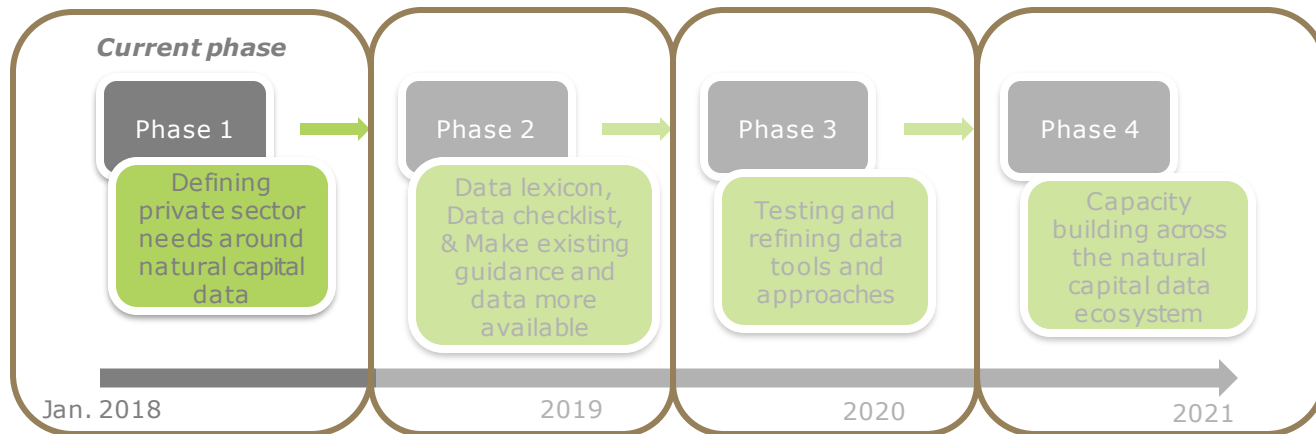 Current phase
Phase 1
Defining
private sector
needs around
natural capital
data
Phase 2
Data lexicon,
Data checklist,
& Make existing
guidance and
data more
available
Phase 3
Testing and
refining data
tools and
approaches
Phase 4
Capacity
building across
the natural
capital data
ecosystem
Jan. 2018
2019
2020
2021